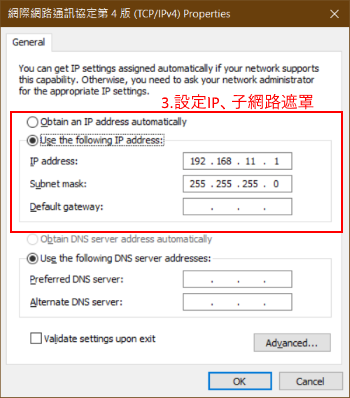 網際網路通訊協定第 4 版 (TCP/IPv4) Properties
General
You can get IP settings assigned automatically if your network supports
this capability. Otherwise, you need to ask your network administrator
for the appropriate IP settings.
3.設定IP、子網路遮罩
Obtain an IP address automatically
Use the following IP address:
IP address: 192 . 168 . 11 . 1
Subnet mask: 255 . 255 . 255 . 0
Default gateway: . . .
Obtain DNS server address automatically
Use the following DNS server addresses:
Preferred DNS server: . . .
Alternate DNS server: . . .
Validate settings upon exit
Advanced...
OK Cancel